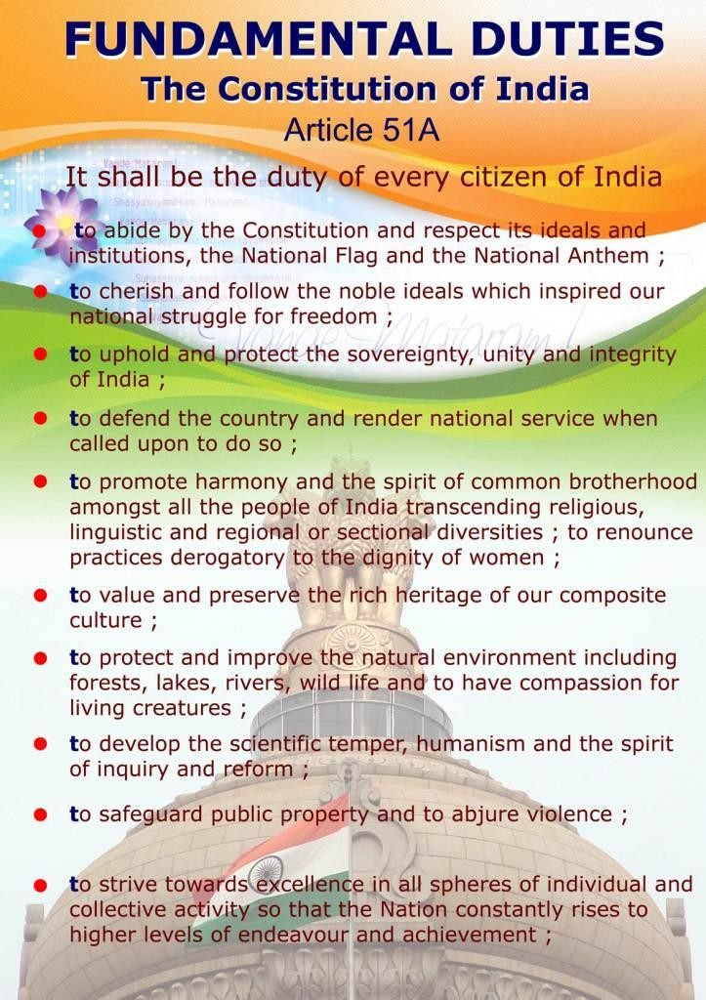 FUNDAMENTAL DUTIES
The Constitution of India
Article 51A
Vande Mataram!
It shall be the duty of every citizen of India
Shasyashyamalam, Mataram!
to abide by the Constitution and respect its ideals and
institutions, the National Flag and the National Anthem ;
to cherish and follow the noble ideals which inspired our
national struggle for freedom ;
Vande Mataram!
to uphold and protect the sovereignty, unity and integrity
of India ;
to defend the country and render national service when
called upon to do so ;
to promote harmony and the spirit of common brotherhood
amongst all the people of India transcending religious,
linguistic and regional or sectional diversities ; to renounce
practices derogatory to the dignity of women ;
to value and preserve the rich heritage of our composite
culture ;
to protect and improve the natural environment including
forests, lakes, rivers, wild life and to have compassion for
living creatures ;
to develop the scientific temper, humanism and the spirit
of inquiry and reform ;
to safeguard public property and to abjure violence ;
to strive towards excellence in all spheres of individual and
collective activity so that the Nation constantly rises to
higher levels of endeavour and achievement ;